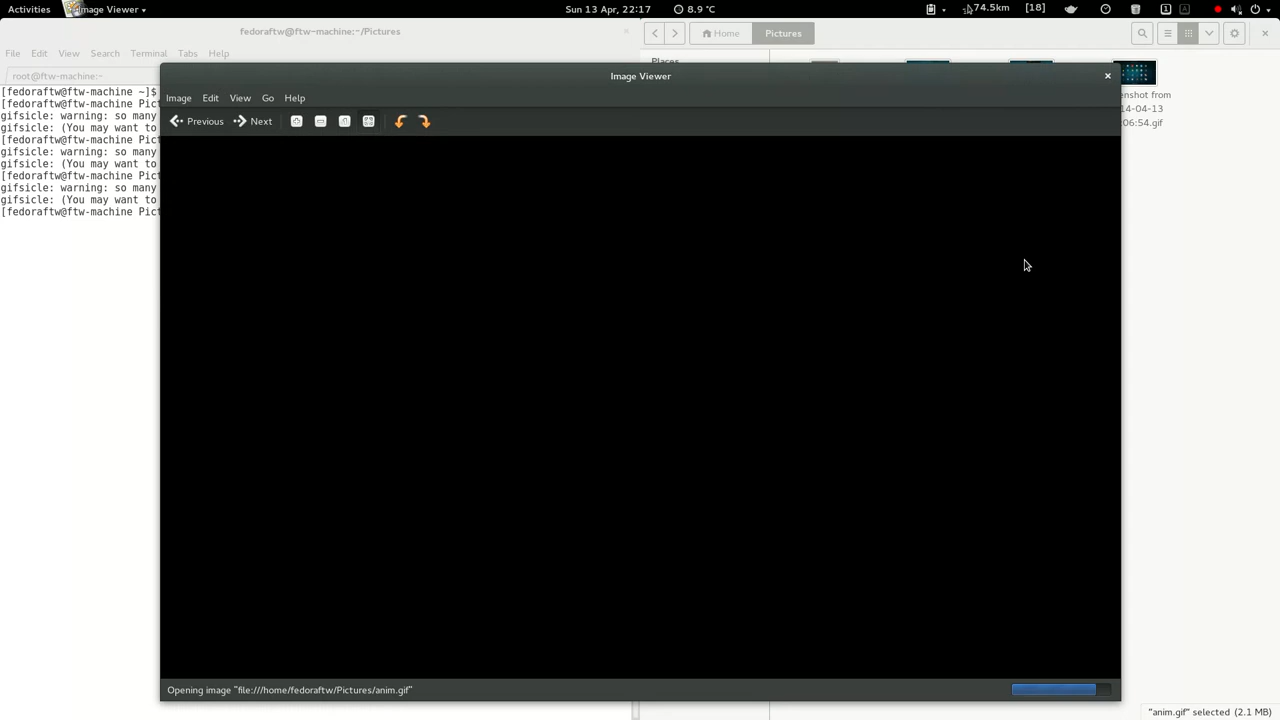 Activities Image Viewer Sun 13 Apr, 22:17 8.9 °C 74.5km [18] 1 A
fedoraftw@ftw-machine:~/Pictures
File Edit View Search Terminal Tabs Help
root@ftw-machine:~
[fedoraftw@ftw-machine ~]$
[fedoraftw@ftw-machine Pict
gifsicle: warning: so many
gifsicle: (You may want to
[fedoraftw@ftw-machine Pict
gifsicle: warning: so many
gifsicle: (You may want to
[fedoraftw@ftw-machine Pict
gifsicle: warning: so many
gifsicle: (You may want to
[fedoraftw@ftw-machine Pict
Home Pictures
Places
enshot from
14-04-13
06:54.gif
Image Viewer
Image Edit View Go Help
Previous Next
Opening image "file:///home/fedoraftw/Pictures/anim.gif"
"anim.gif" selected (2.1 MB)